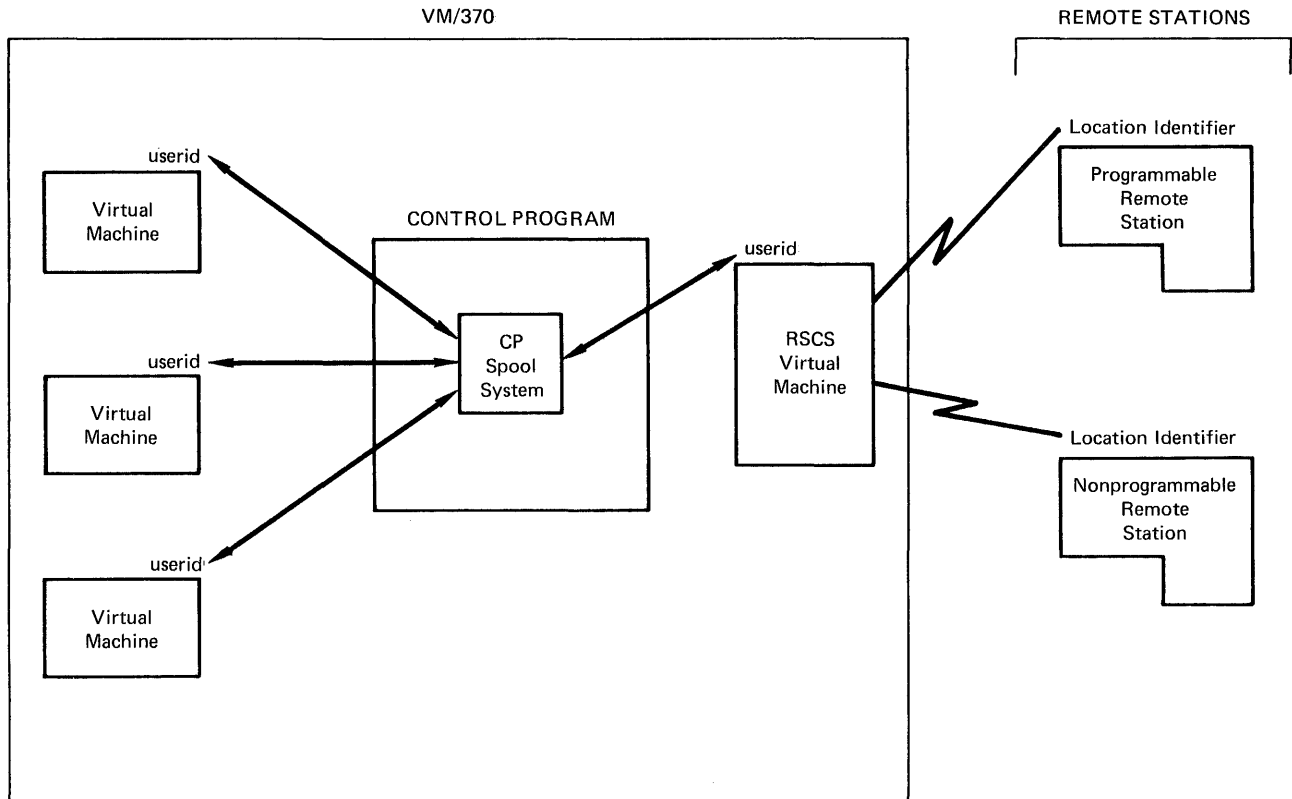 VM/370
REMOTE STATIONS
userid
Virtual
Machine
userid
Virtual
Machine
userid
Virtual
Machine
CONTROL PROGRAM
CP
Spool
System
userid
RSCS
Virtual
Machine
Location Identifier
Programmable
Remote
Station
Location Identifier
Nonprogrammable
Remote
Station